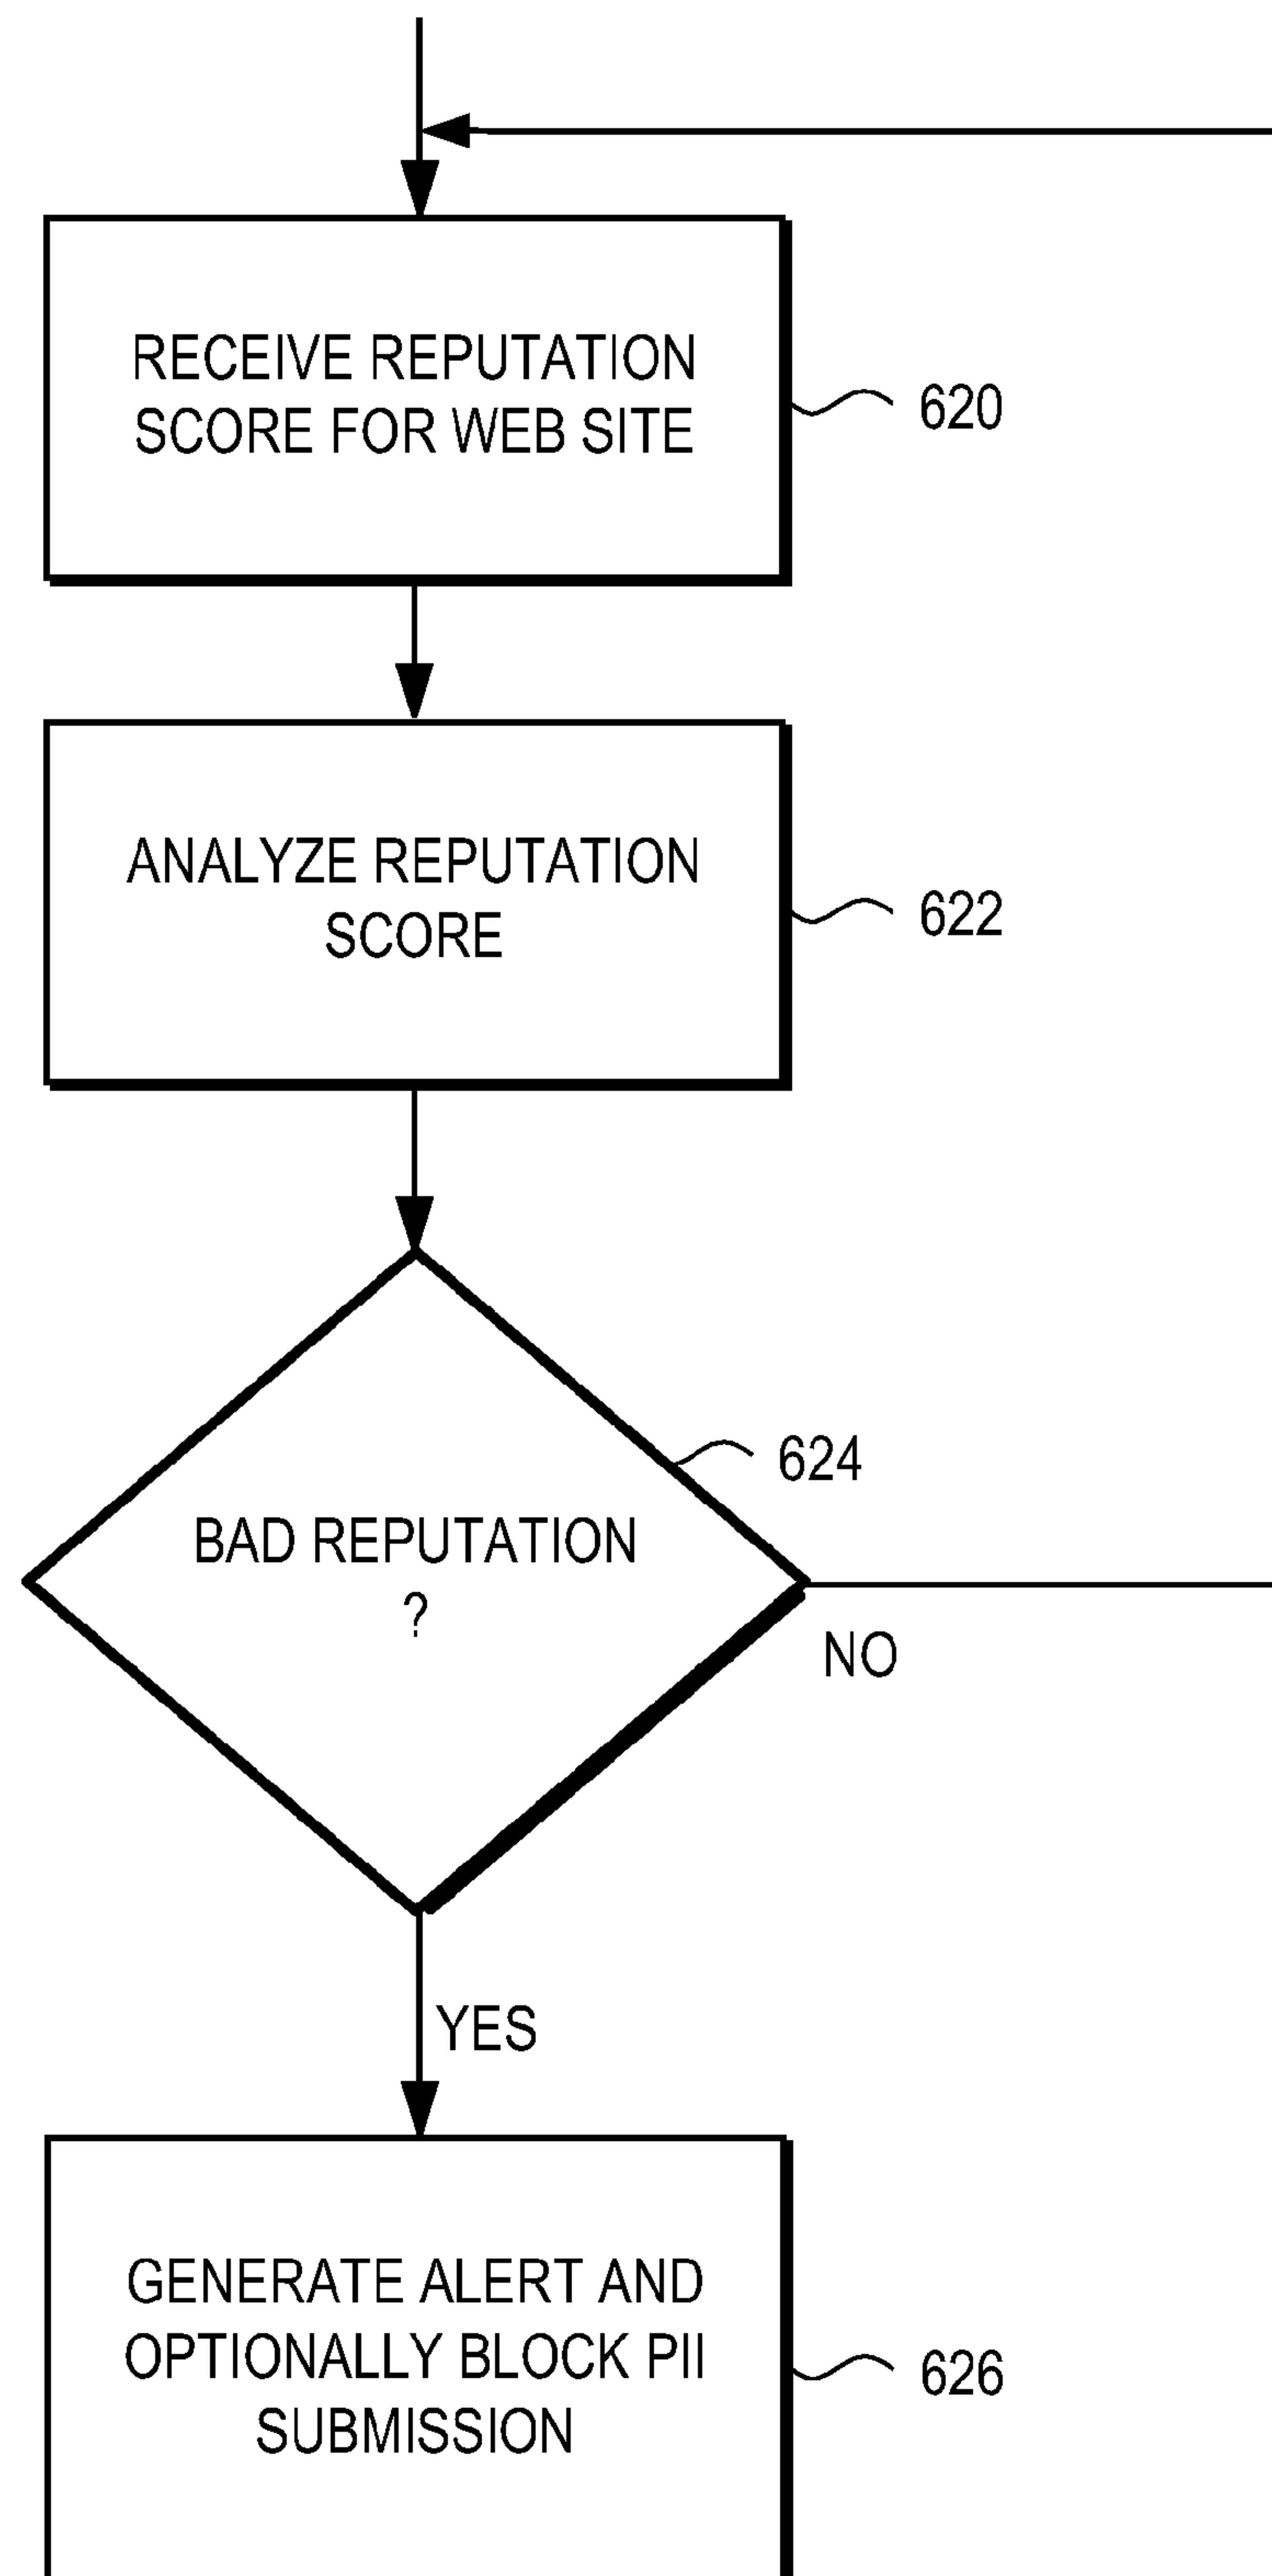 RECEIVE REPUTATION
SCORE FOR WEB SITE
620
ANALYZE REPUTATION
SCORE
622
624
BAD REPUTATION
?
NO
YES
GENERATE ALERT AND
OPTIONALLY BLOCK PII
SUBMISSION
626